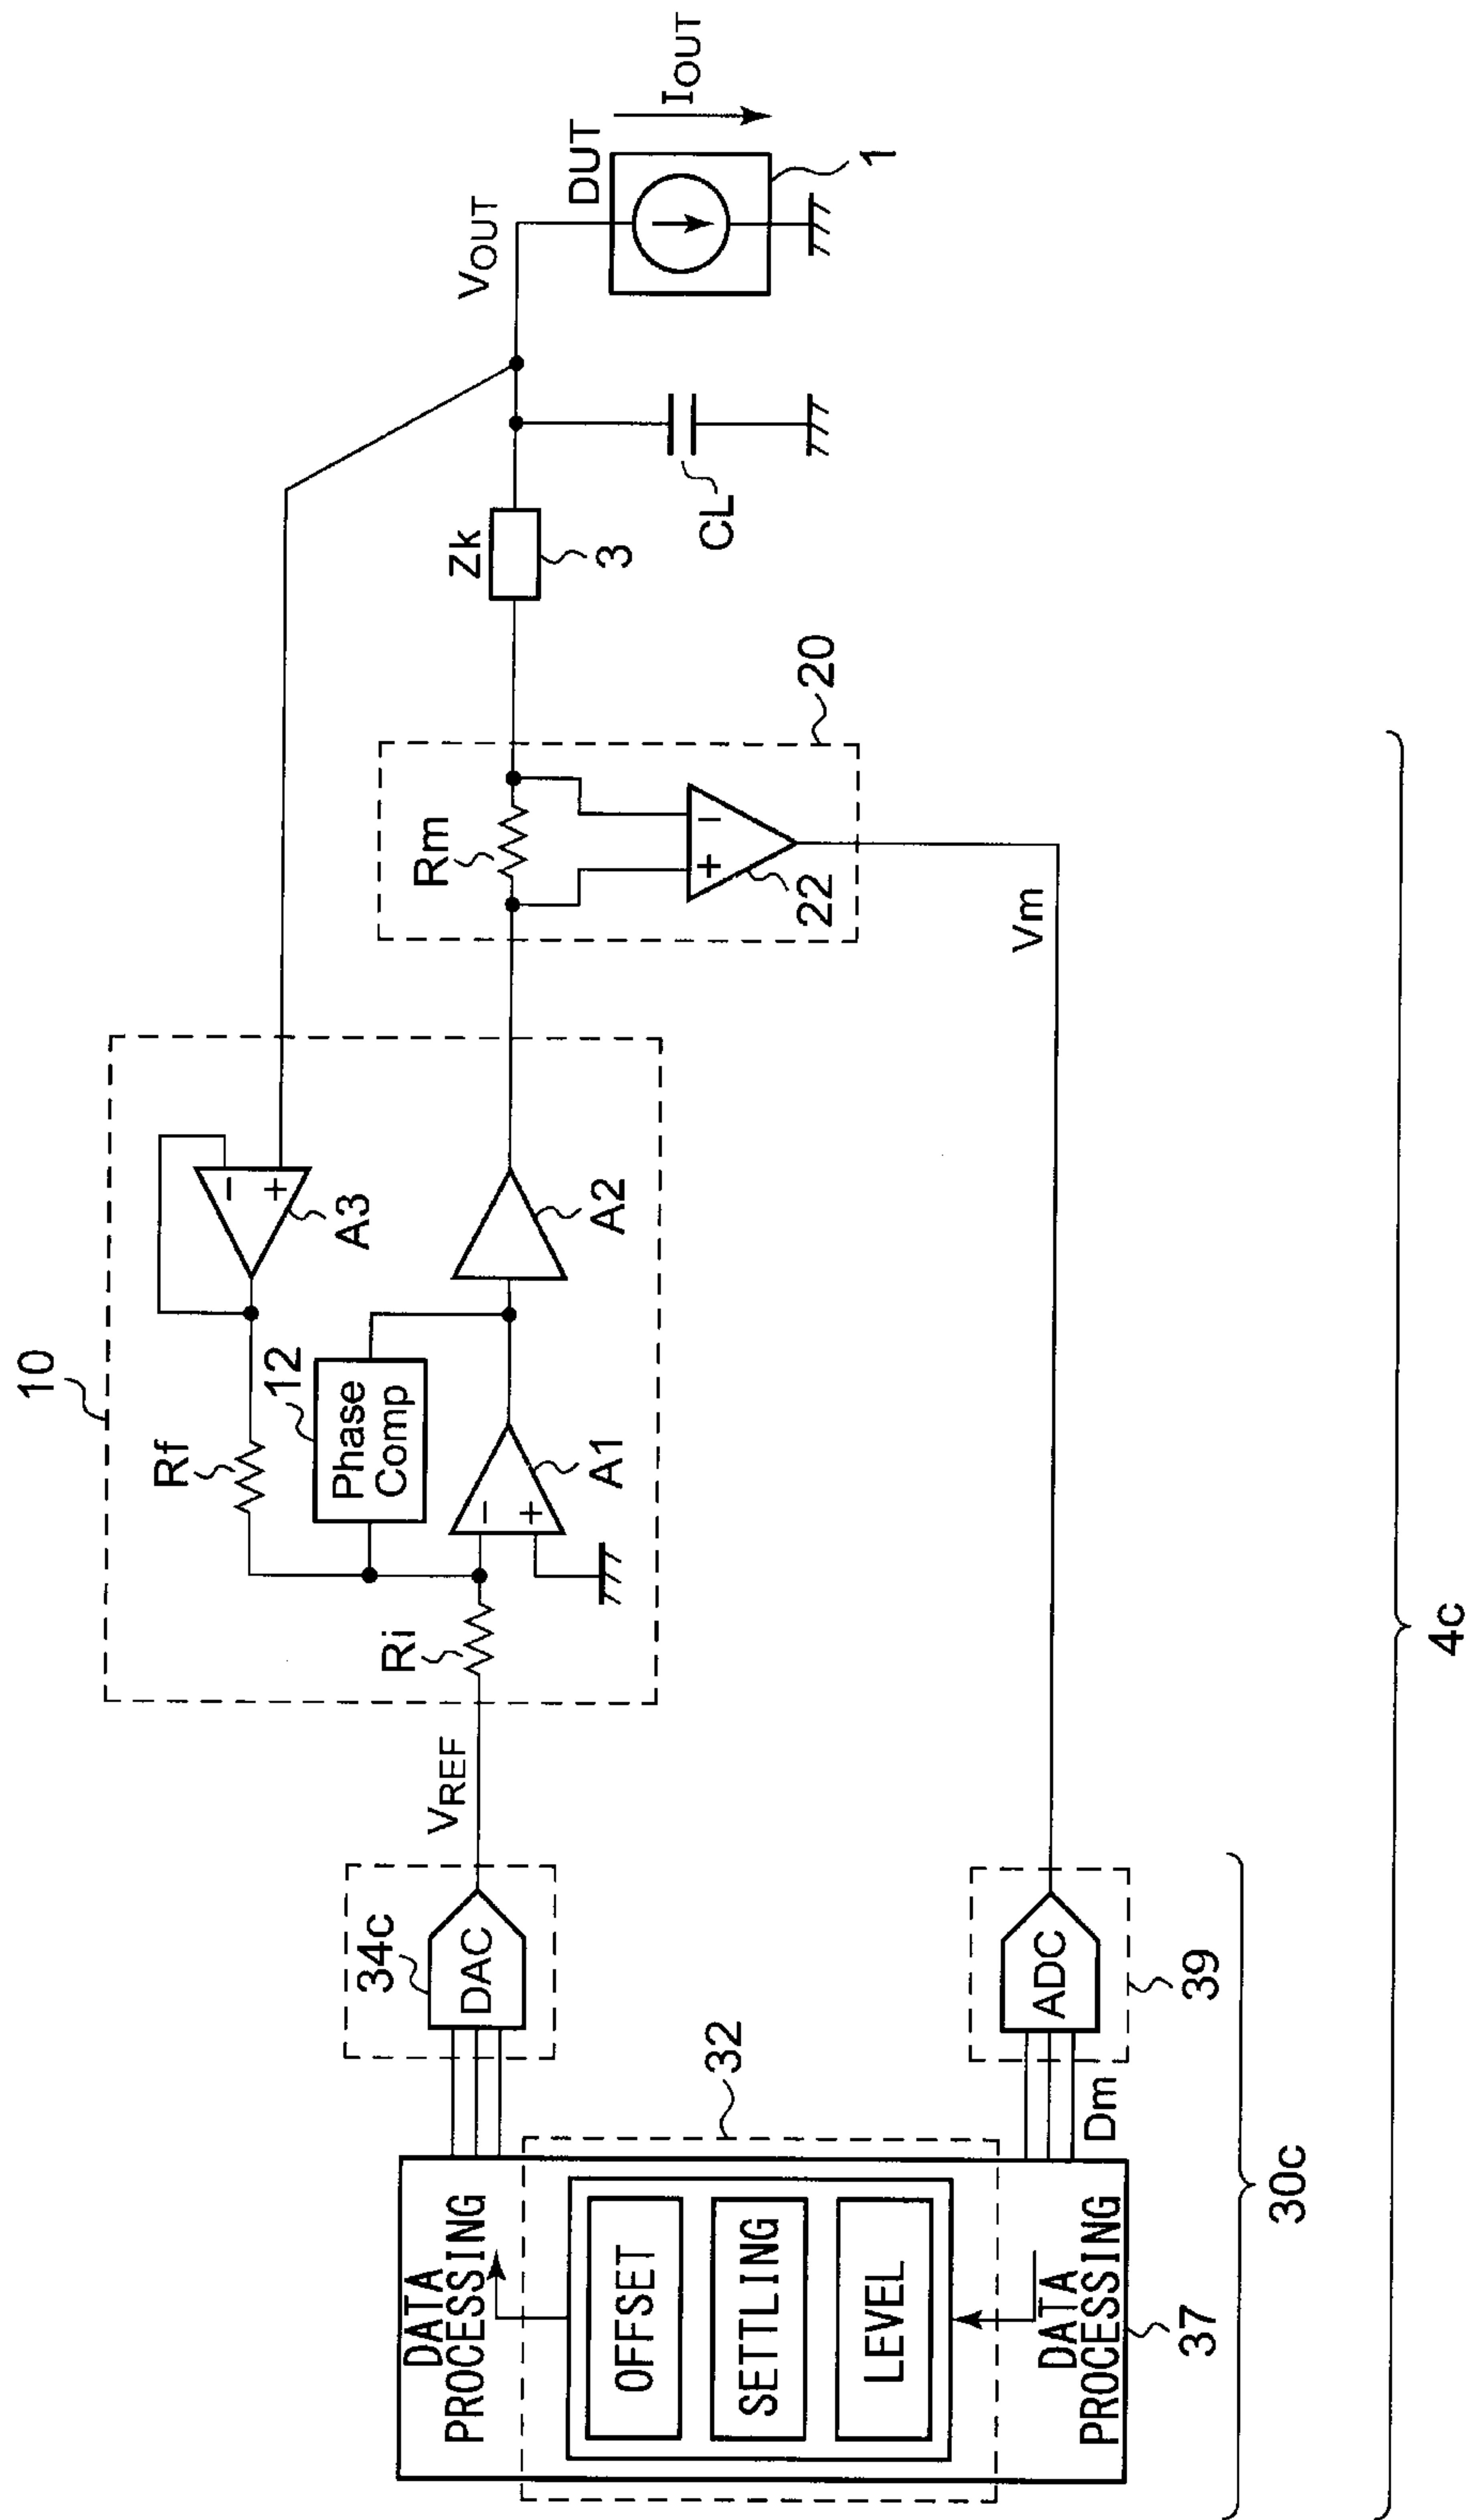 10
Rf
12
Phase
Comp
A3
Ri
A1
A2
VREF
34c
DAC
DATA
PROCESSING
32
OFFSET
SETTLING
LEVEL
DATA
PROCESSING
37
Dm
ADC
39
30c
4c
Vm
Rm
+
−
22
20
Zk
3
CL
VOUT
DUT
IOUT
1
−
+
−
+